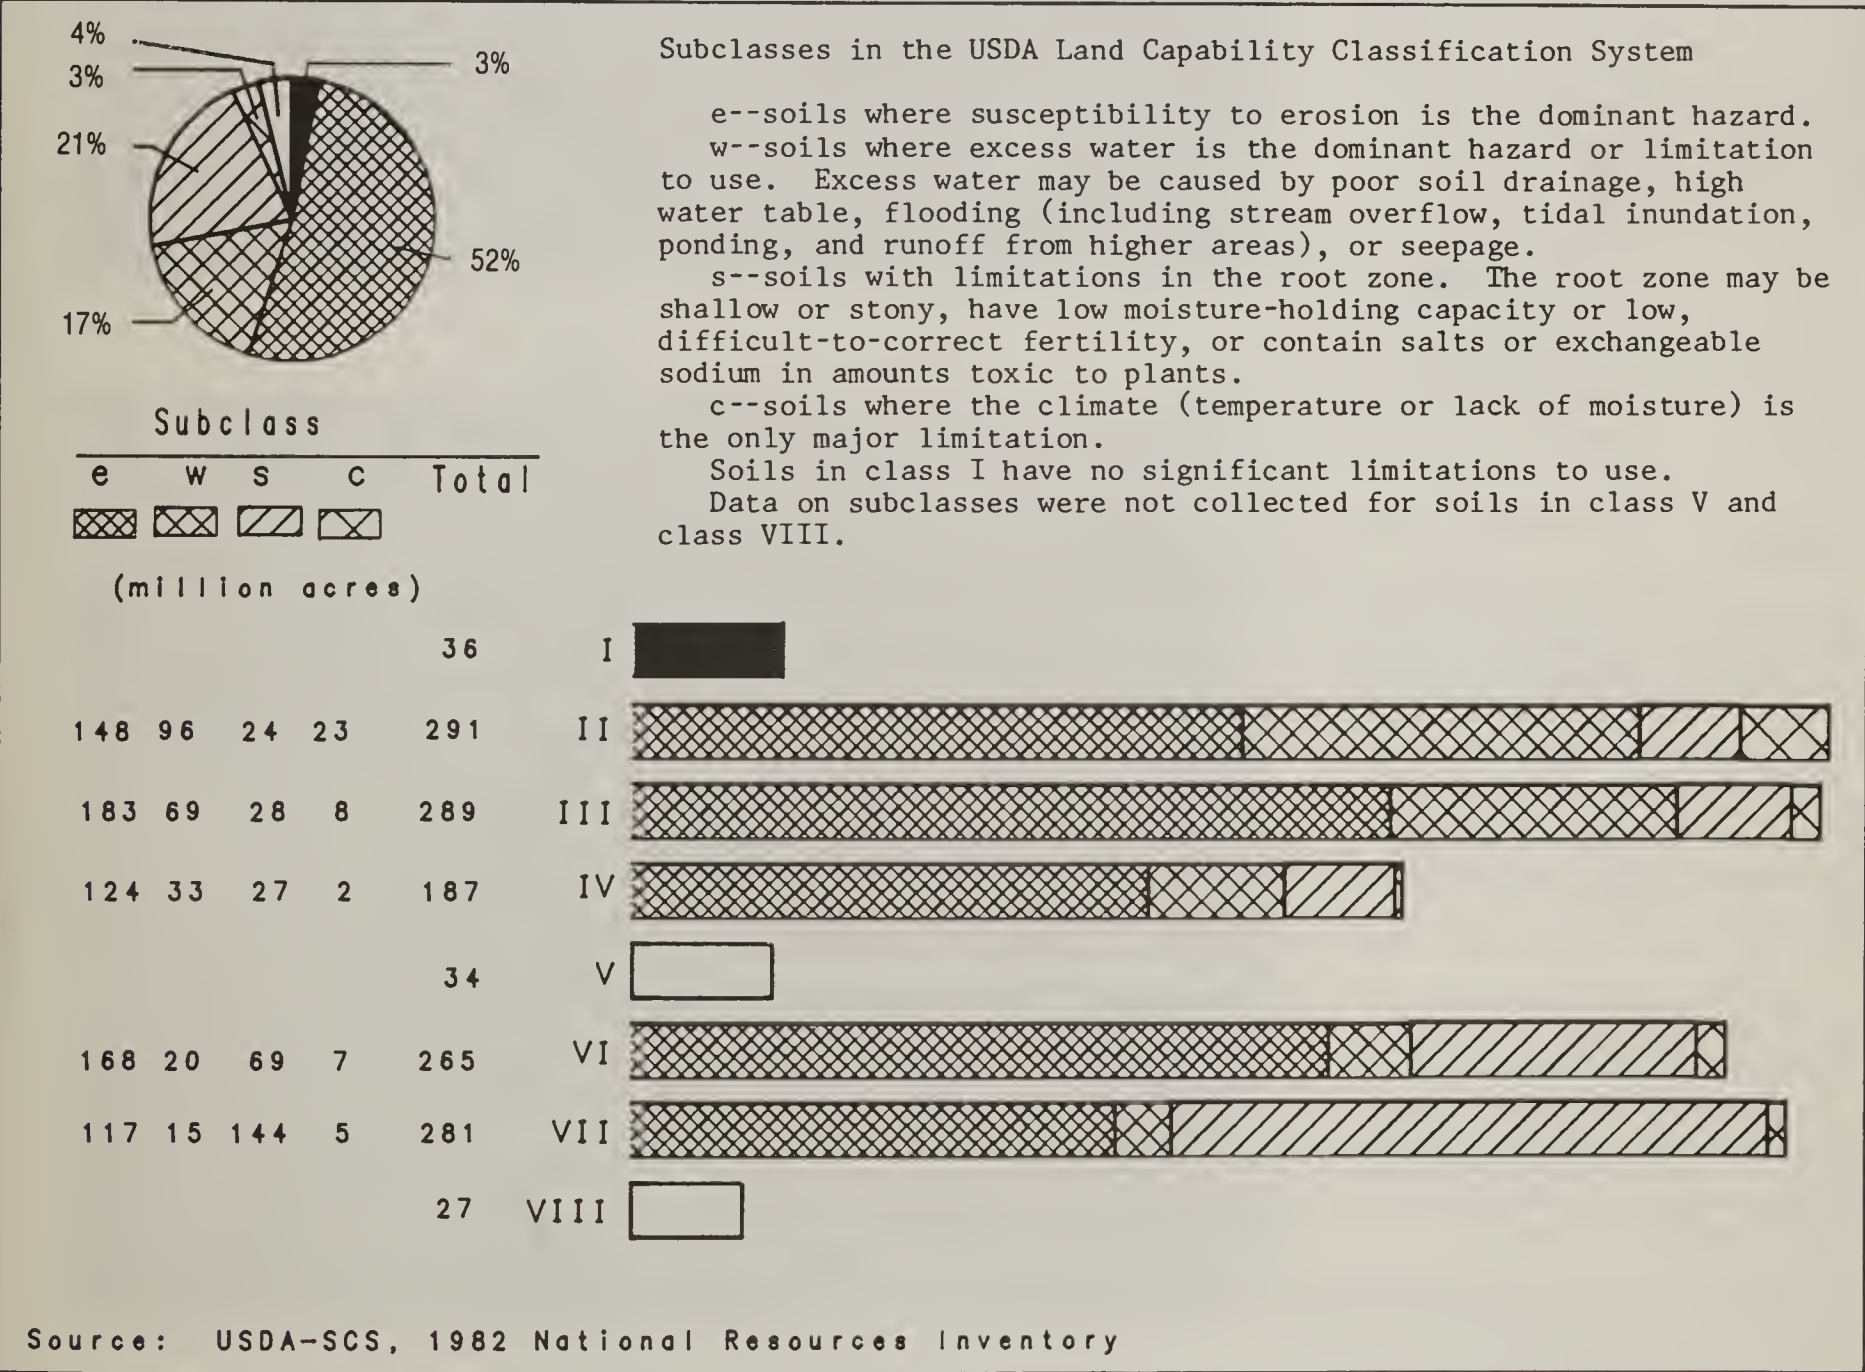 4%
3%
3%
21%
52%
17%
Subclasses in the USDA Land Capability Classification System
e--soils where susceptibility to erosion is the dominant hazard.
w--soils where excess water is the dominant hazard or limitation
to use. Excess water may be caused by poor soil drainage, high
water table, flooding (including stream overflow, tidal inundation,
ponding, and runoff from higher areas), or seepage.
s--soils with limitations in the root zone. The root zone may be
shallow or stony, have low moisture-holding capacity or low,
difficult-to-correct fertility, or contain salts or exchangeable
sodium in amounts toxic to plants.
c--soils where the climate (temperature or lack of moisture) is
the only major limitation.
Soils in class I have no significant limitations to use.
Data on subclasses were not collected for soils in class V and
class VIII.
Subclass
e w s c Total
(million acres)
36 I
148 96 24 23 291 II
183 69 28 8 289 III
124 33 27 2 187 IV
34 V
168 20 69 7 265 VI
117 15 144 5 281 VII
27 VIII
Source: USDA-SCS, 1982 National Resources Inventory